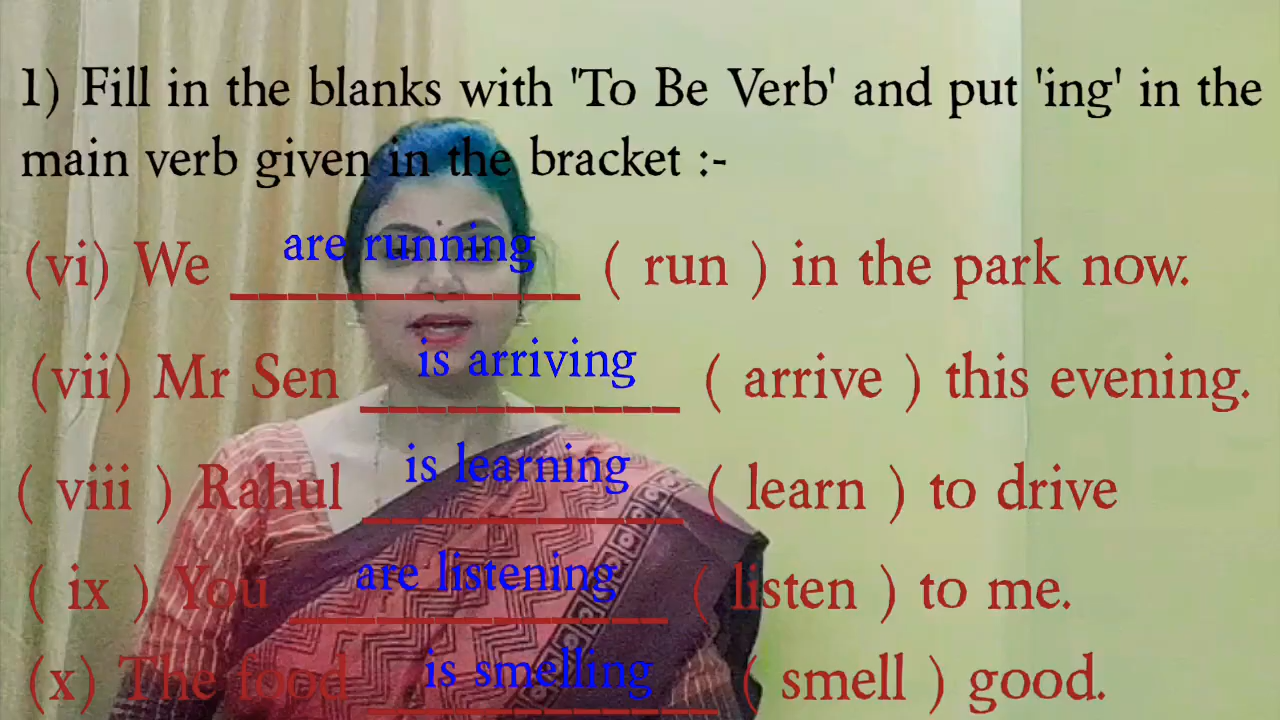 1) Fill in the blanks with 'To Be Verb' and put 'ing' in the
main verb given in the bracket :-
(vi) We are running ( run ) in the park now.
(vii) Mr Sen is arriving ( arrive ) this evening.
( viii ) Rahul is learning ( learn ) to drive
( ix ) You are listening ( listen ) to me.
(x) The food is smelling ( smell ) good.